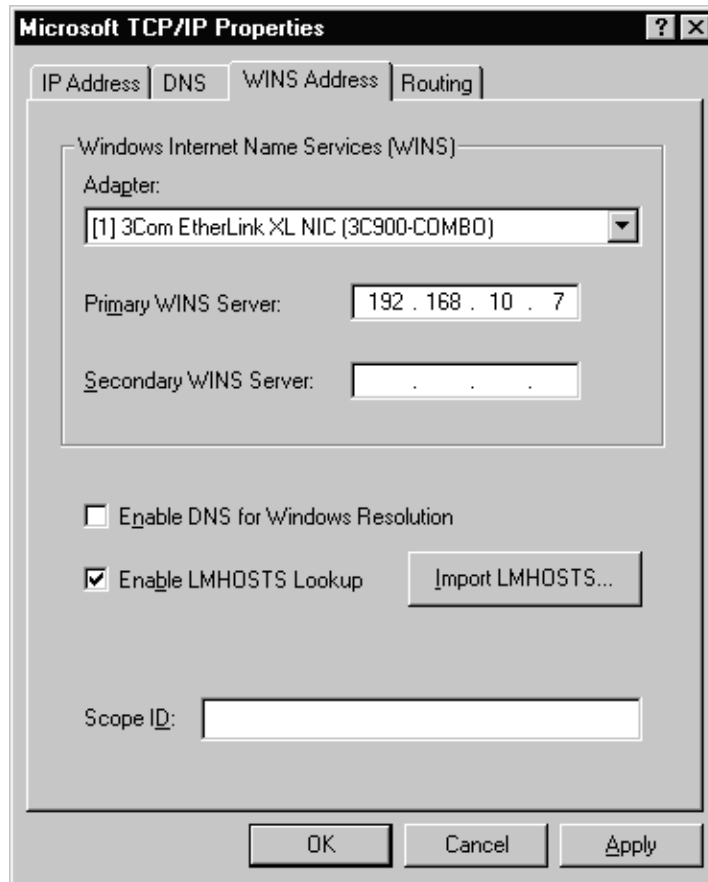 Microsoft TCP/IP Properties ? X
IP Address DNS WINS Address Routing
Windows Internet Name Services (WINS)
Adapter:
[1] 3Com EtherLink XL NIC (3C900-COMBO)
Primary WINS Server: 192 . 168 . 10 . 7
Secondary WINS Server: . . .
Enable DNS for Windows Resolution
Enable LMHOSTS Lookup Import LMHOSTS...
Scope ID:
OK Cancel Apply